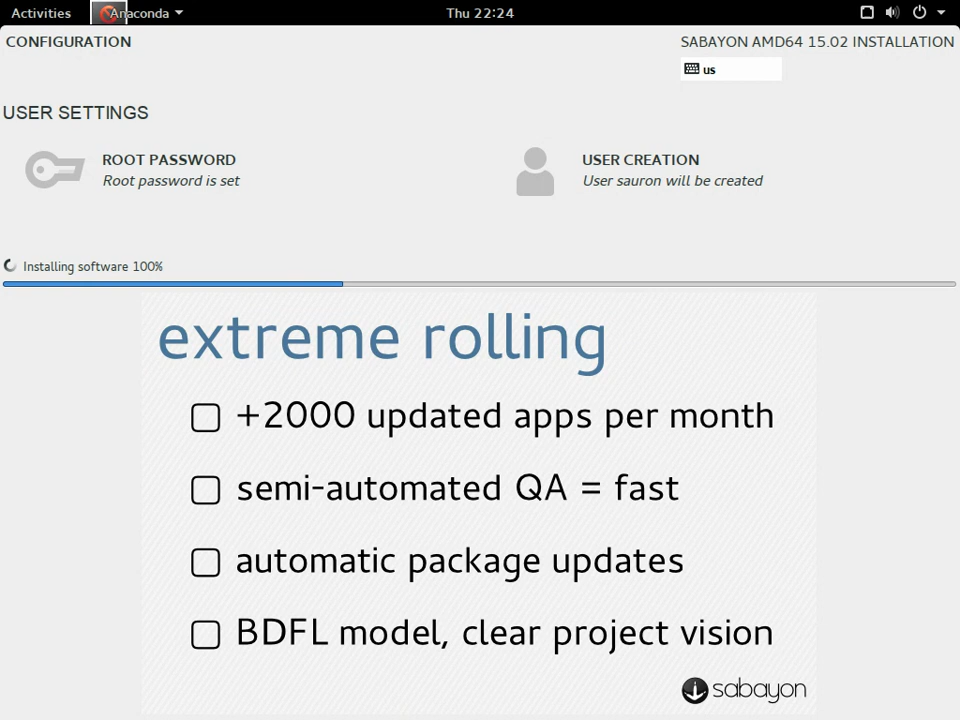 Activities Anaconda Thu 22:24
CONFIGURATION SABAYON AMD64 15.02 INSTALLATION
us
USER SETTINGS
ROOT PASSWORD USER CREATION
Root password is set User sauron will be created
Installing software 100%
extreme rolling
+2000 updated apps per month
semi-automated QA = fast
automatic package updates
BDFL model, clear project vision
sabayon